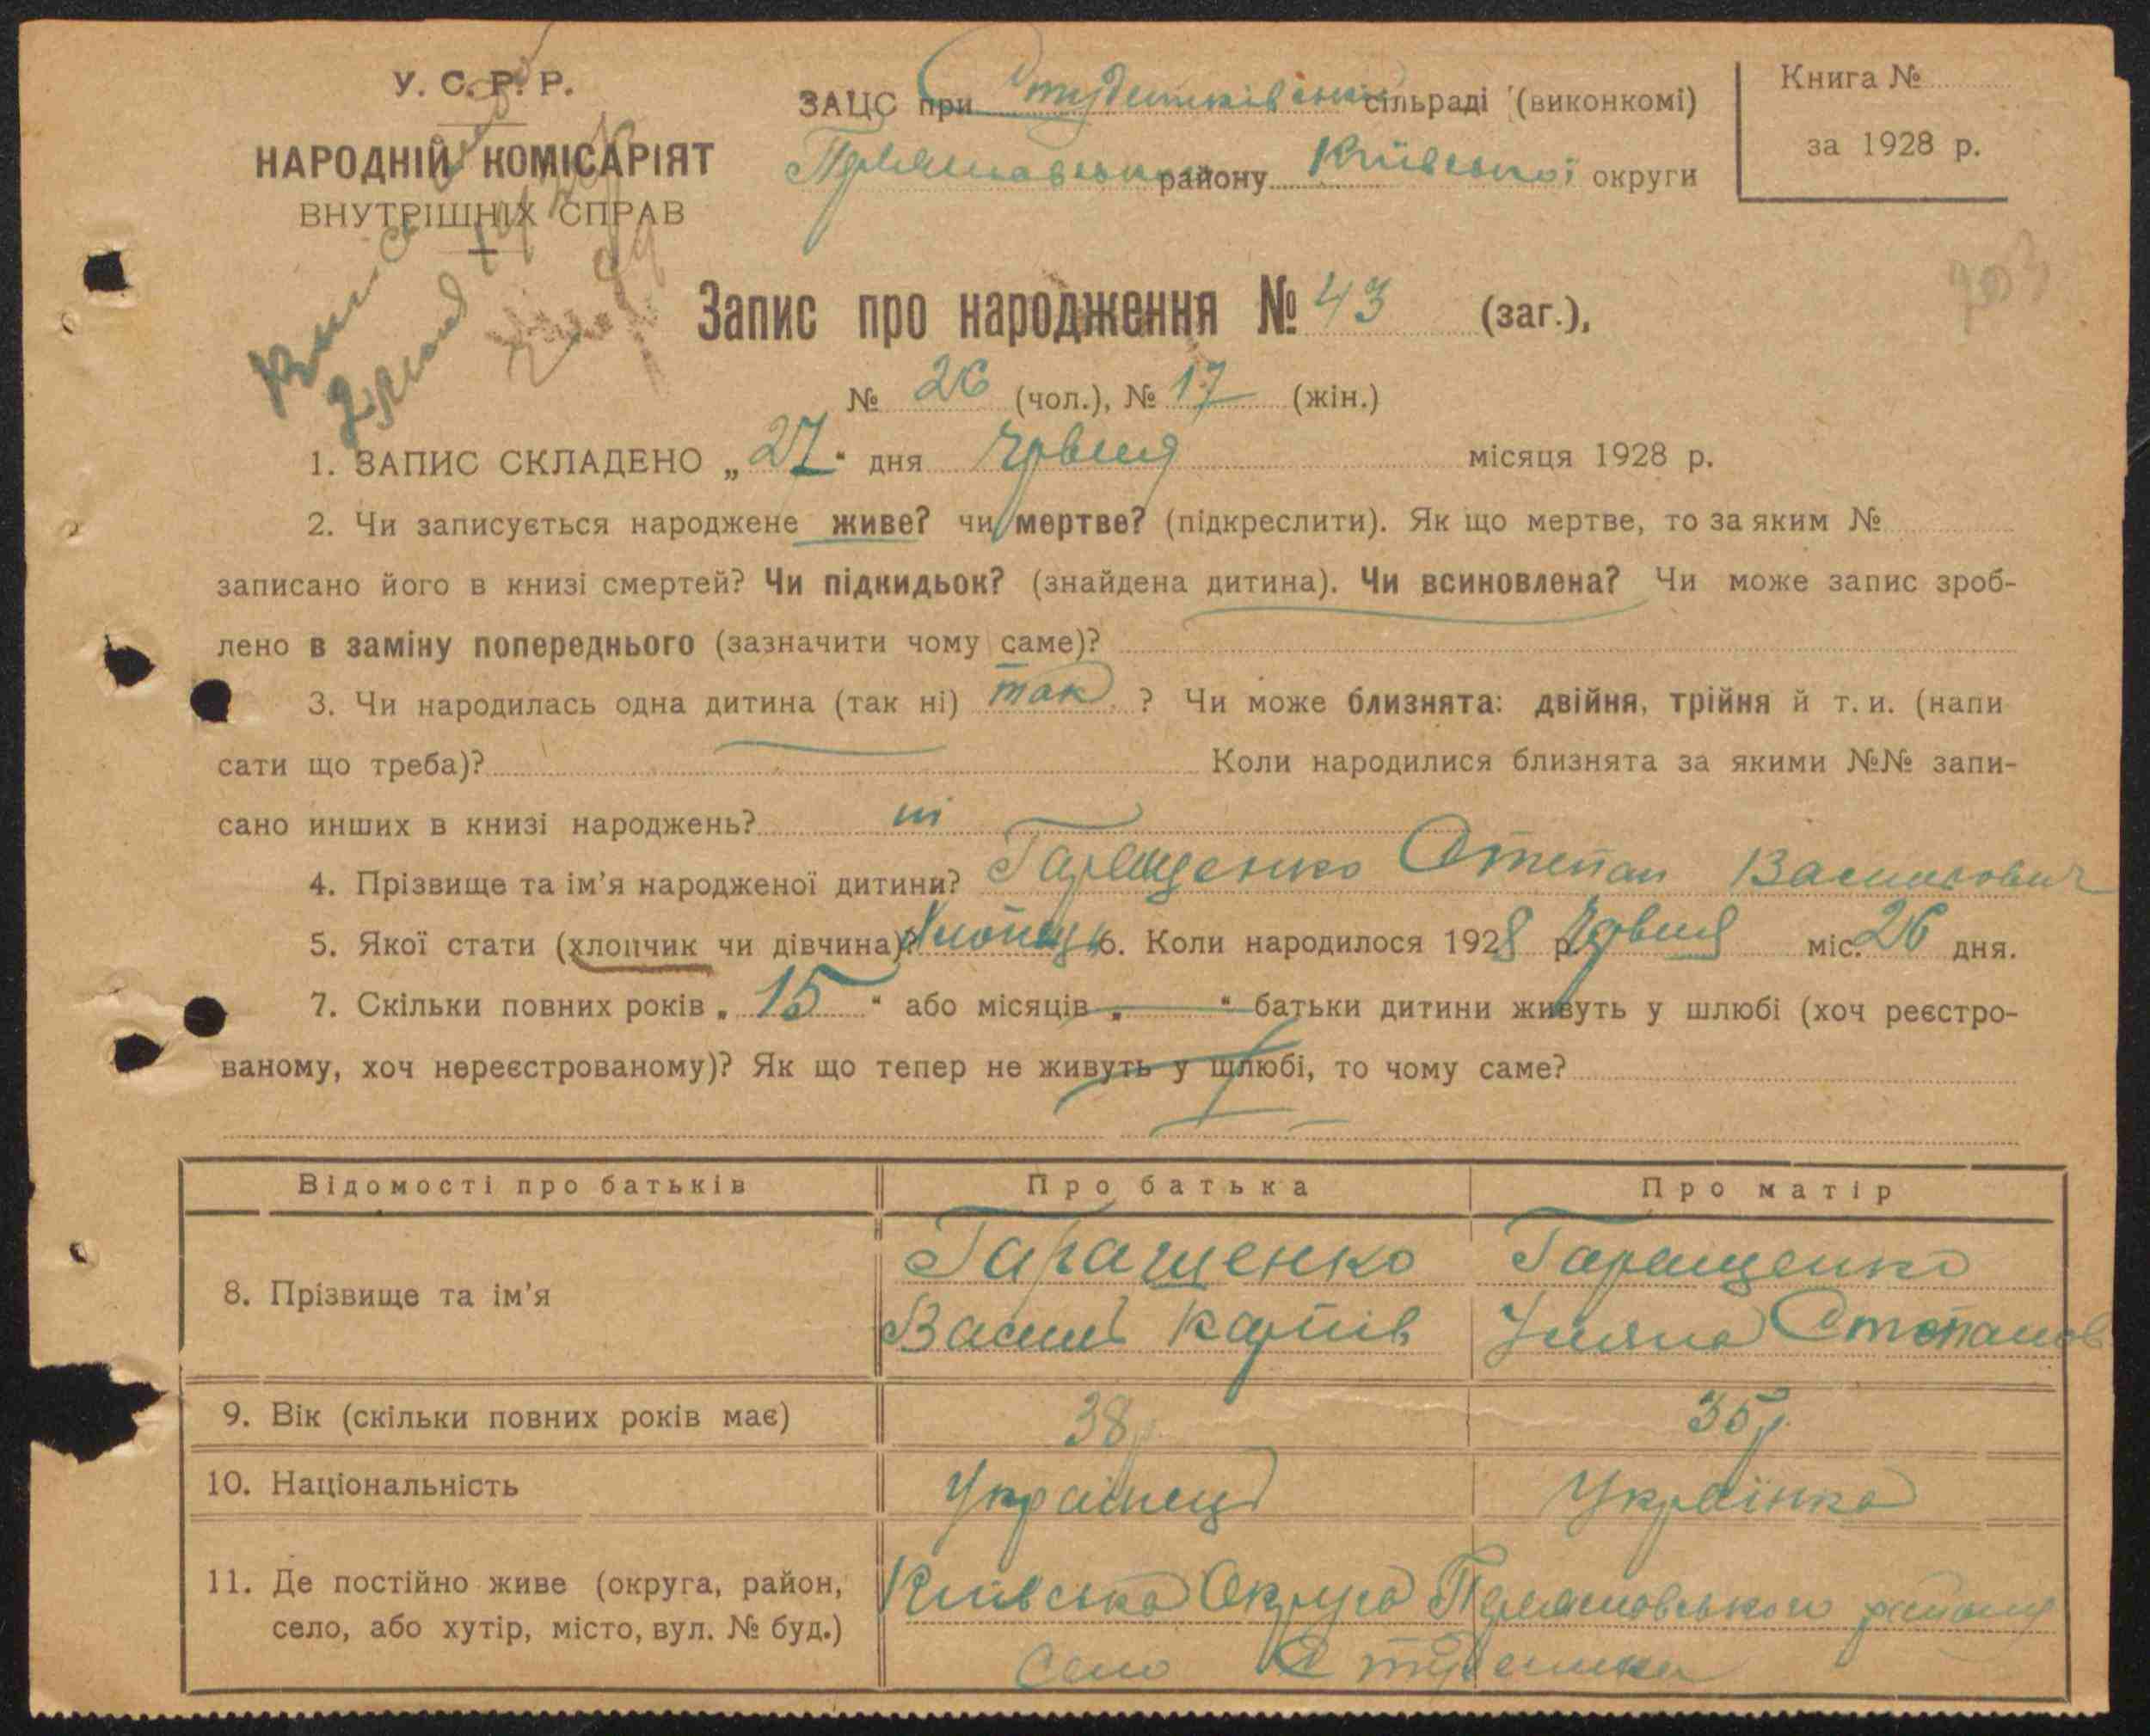 У. С. Р. Р.
НАРОДНІЙ КОМІСАРІЯТ
ВНУТРІШНІХ СПРАВ
ЗАЦС при Студениківській сільраді (виконкомі)
району Київської округи
Книга №
за 1928 р.
Запис про народження № 43 (заг.),
№ 26 (чол.), № 17 (жін.)
1. ЗАПИС СКЛАДЕНО „27“ дня Червня місяця 1928 р.
2. Чи записується народжене живе? чи мертве? (підкреслити). Як що мертве, то за яким №
записано його в книзі смертей? Чи підкидьок? (знайдена дитина). Чи всиновлена? Чи може запис зроб-
лено в заміну попереднього (зазначити чому саме)?
3. Чи народилась одна дитина (так ні) так ? Чи може близнята: двійня, трійня й т. и. (напи
сати що треба)? Коли народилися близнята за якими №№ запи-
сано инших в книзі народжень? ні
4. Прізвище та ім’я народженої дитини? Гаращенко Степан Васильович
5. Якої стати (хлопчик чи дівчина)? Хлопець 6. Коли народилося 1928 р. Червня міс. 26 дня.
7. Скільки повних років „15“ або місяців „ — “ батьки дитини живуть у шлюбі (хоч реєстро-
ваному, хоч нереєстрованому)? Як що тепер не живуть у шлюбі, то чому саме?
Відомості про батьків Про батька Про матір
8. Прізвище та ім’я Гаращенко Гаращенко
Василь Карпів Уляна Степанов
9. Вік (скільки повних років має) 38р 35р.
10. Національність Українець Українка
11. Де постійно живе (округа, район,
село, або хутір, місто, вул. № буд.)
Київська Округа району
село Студеники